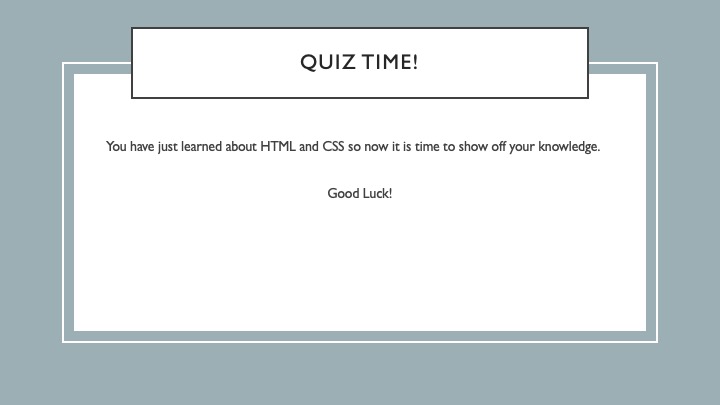 QUIZ TIME!
You have just learned about HTML and CSS so now it is time to show off your knowledge.
Good Luck!